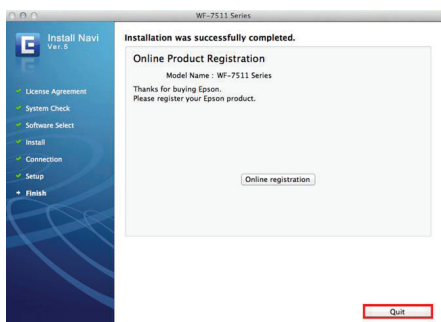 WF-7511 Series
E
Install Navi
Ver.5
License Agreement
System Check
Software Select
Install
Connection
Setup
Finish
Installation was successfully completed.
Online Product Registration
Model Name : WF-7511 Series
Thanks for buying Epson.
Please register your Epson product.
Online registration
Quit